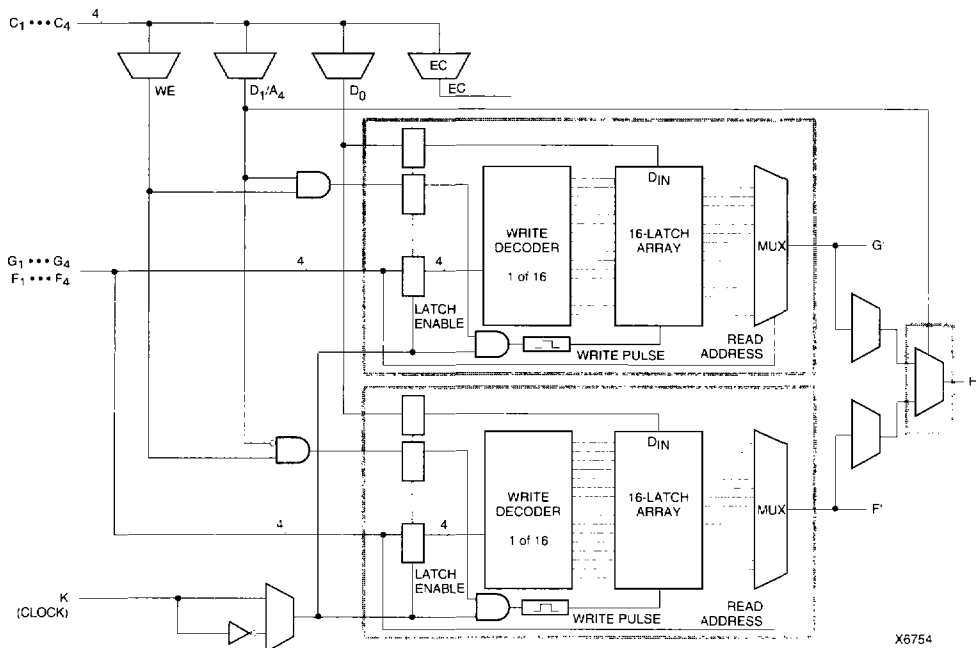 C1 ••• C4
4
EC
WE
D1/A4
D0
EC
DIN
WRITE
DECODER
1 of 16
16-LATCH
ARRAY
MUX
G'
G1 ••• G4
F1 ••• F4
4
4
LATCH
ENABLE
WRITE PULSE
READ
ADDRESS
H'
DIN
WRITE
DECODER
1 of 16
16-LATCH
ARRAY
MUX
F'
4
4
LATCH
ENABLE
K
(CLOCK)
WRITE PULSE
READ
ADDRESS
X6754